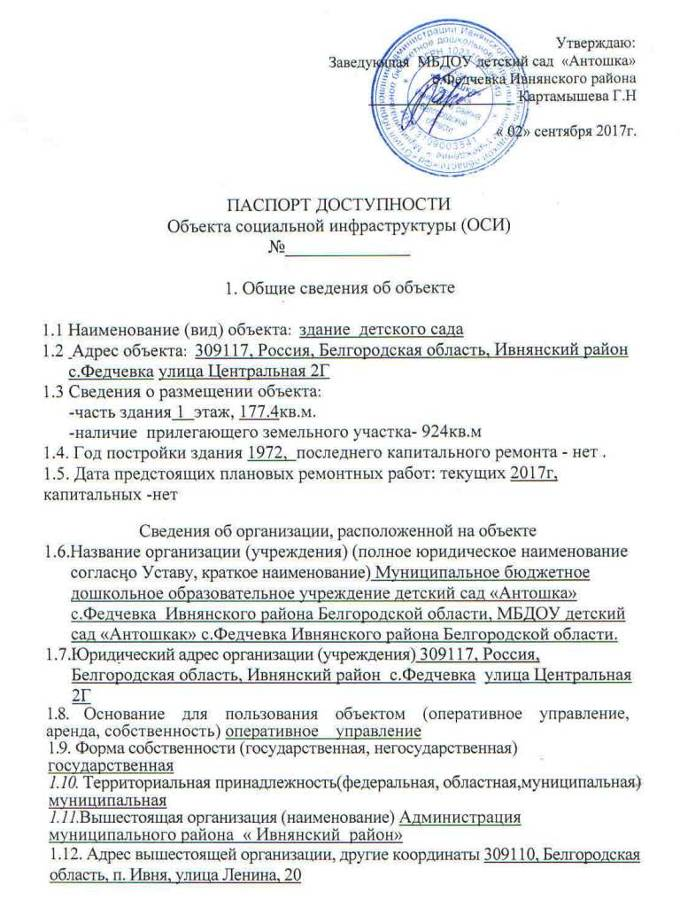 Утверждаю:
Заведующая МБДОУ детский сад «Антошка»
с.Федчевка Ивнянского района
Картамышева Г.Н
« 02» сентября 2017г.
ПАСПОРТ ДОСТУПНОСТИ
Объекта социальной инфраструктуры (ОСИ)
№______________
1. Общие сведения об объекте
1.1 Наименование (вид) объекта: здание детского сада
1.2 Адрес объекта: 309117, Россия, Белгородская область, Ивнянский район
с.Федчевка улица Центральная 2Г
1.3 Сведения о размещении объекта:
-часть здания 1 этаж, 177.4кв.м.
-наличие прилегающего земельного участка- 924кв.м
1.4. Год постройки здания 1972, последнего капитального ремонта - нет .
1.5. Дата предстоящих плановых ремонтных работ: текущих 2017г,
капитальных -нет
Сведения об организации, расположенной на объекте
1.6.Название организации (учреждения) (полное юридическое наименование
согласно Уставу, краткое наименование) Муниципальное бюджетное
дошкольное образовательное учреждение детский сад «Антошка»
с.Федчевка Ивнянского района Белгородской области, МБДОУ детский
сад «Антошкак» с.Федчевка Ивнянского района Белгородской области.
1.7.Юридический адрес организации (учреждения) 309117, Россия,
Белгородская область, Ивнянский район с.Федчевка улица Центральная
2Г
1.8. Основание для пользования объектом (оперативное управление,
аренда, собственность) оперативное управление
1.9. Форма собственности (государственная, негосударственная)
государственная
1.10. Территориальная принадлежность(федеральная, областная,муниципальная)
муниципальная
1.11.Вышестоящая организация (наименование) Администрация
муниципального района « Ивнянский район»
1.12. Адрес вышестоящей организации, другие координаты 309110, Белгородская
область, п. Ивня, улица Ленина, 20